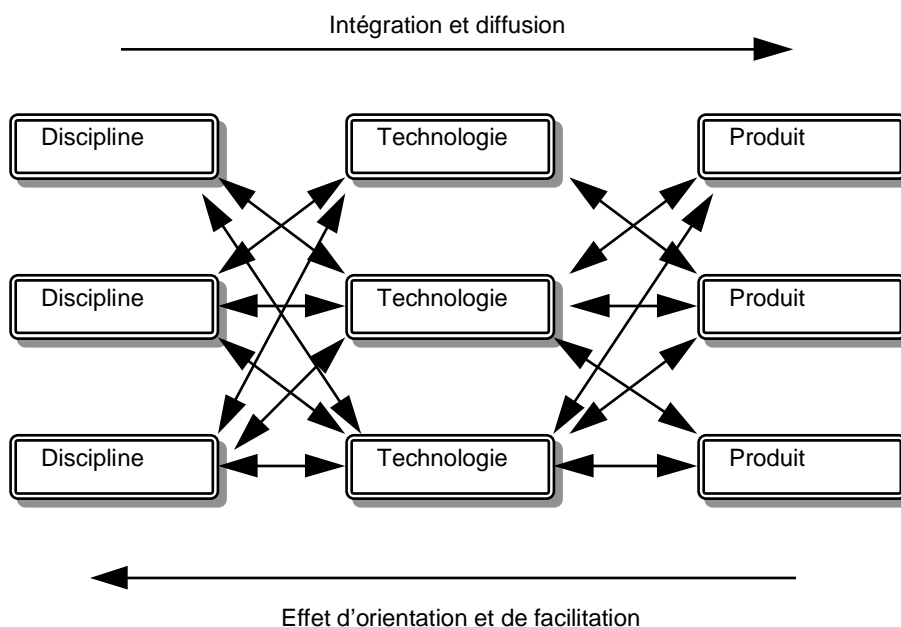 Intégration et diffusion
Discipline
Technologie
Produit
Discipline
Technologie
Produit
Discipline
Technologie
Produit
Effet d'orientation et de facilitation